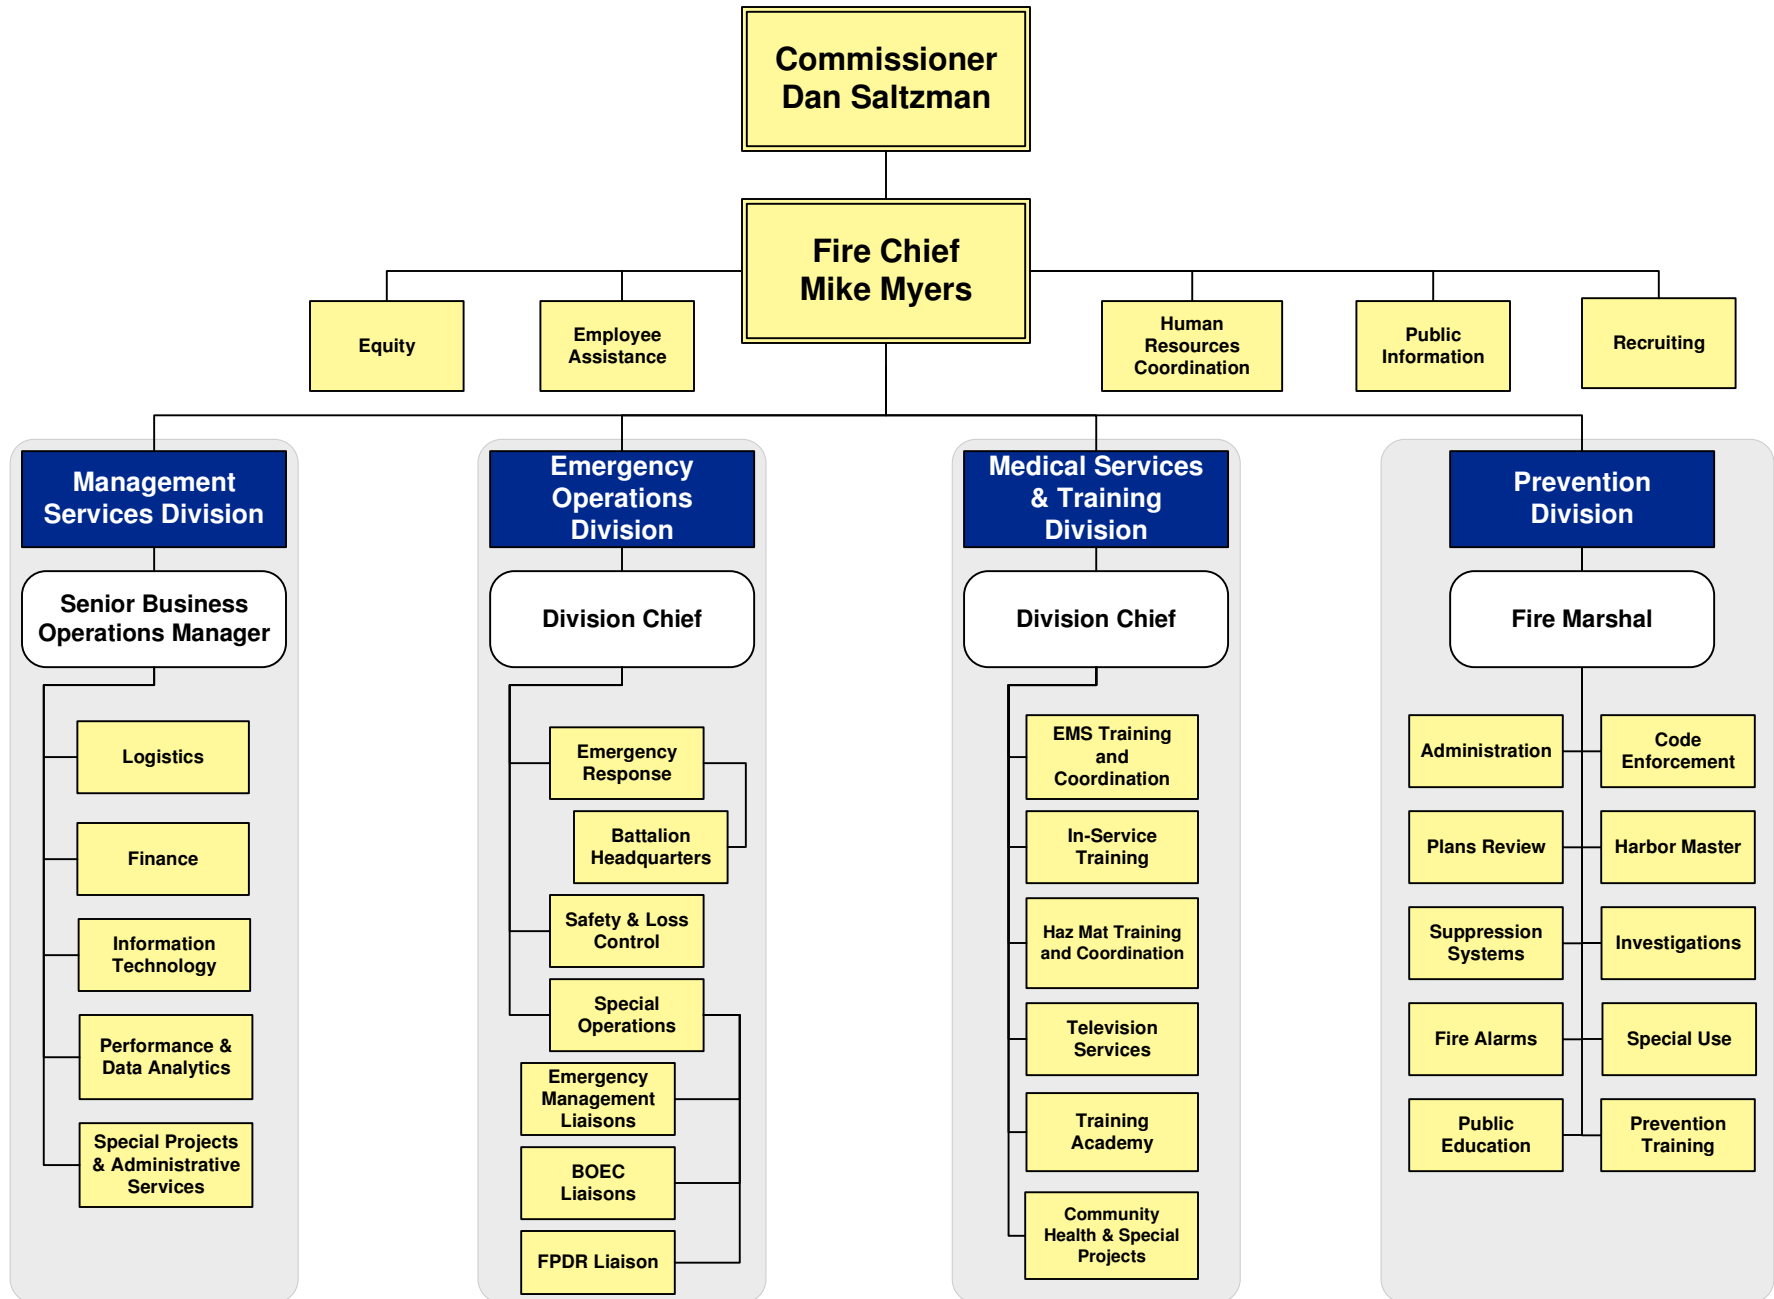 Commissioner
Dan Saltzman
Fire Chief
Mike Myers
Equity
Employee
Assistance
Human
Resources
Coordination
Public
Information
Recruiting
Management
Services Division
Senior Business
Operations Manager
Logistics
Finance
Information
Technology
Performance &
Data Analytics
Special Projects
& Administrative
Services
Emergency
Operations
Division
Division Chief
Emergency
Response
Battalion
Headquarters
Safety & Loss
Control
Special
Operations
Emergency
Management
Liaisons
BOEC
Liaisons
FPDR Liaison
Medical Services
& Training
Division
Division Chief
EMS Training
and
Coordination
In-Service
Training
Haz Mat Training
and Coordination
Television
Services
Training
Academy
Community
Health & Special
Projects
Prevention
Division
Fire Marshal
Administration
Code
Enforcement
Plans Review
Harbor Master
Suppression
Systems
Investigations
Fire Alarms
Special Use
Public
Education
Prevention
Training